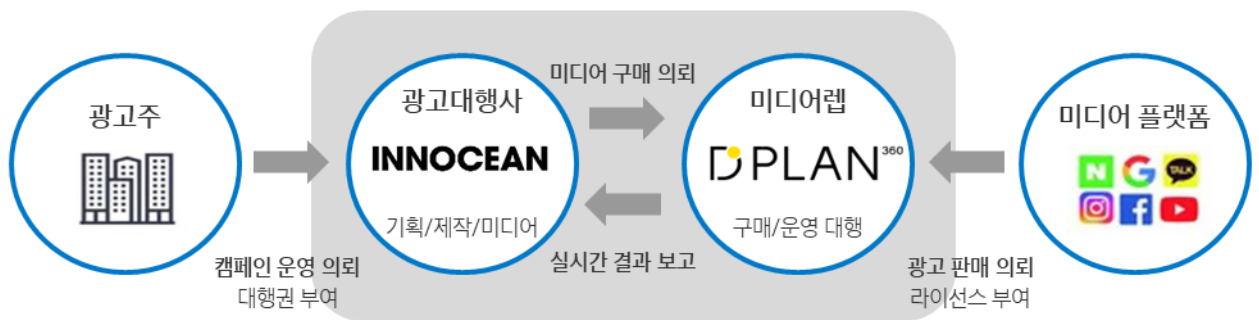 광고주
캠페인 운영 의뢰
대행권 부여
광고대행사
INNOCEAN
기획/제작/미디어
미디어 구매 의뢰
실시간 결과 보고
미디어렙
DPLAN 360
구매/운영 대행
미디어 플랫폼
N G TALK
f
광고 판매 의뢰
라이선스 부여